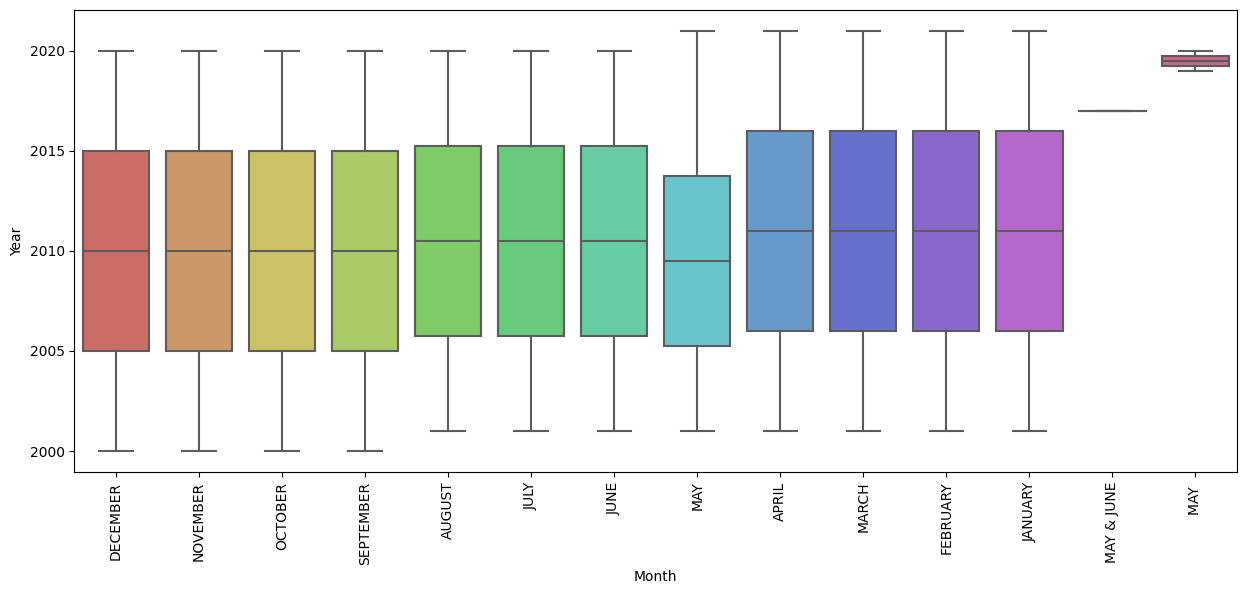 2020
2015
2010
2005
2000
Year
DECEMBER
NOVEMBER
OCTOBER
SEPTEMBER
AUGUST
JULY
JUNE
MAY
APRIL
MARCH
FEBRUARY
JANUARY
MAY & JUNE
MAY
Month